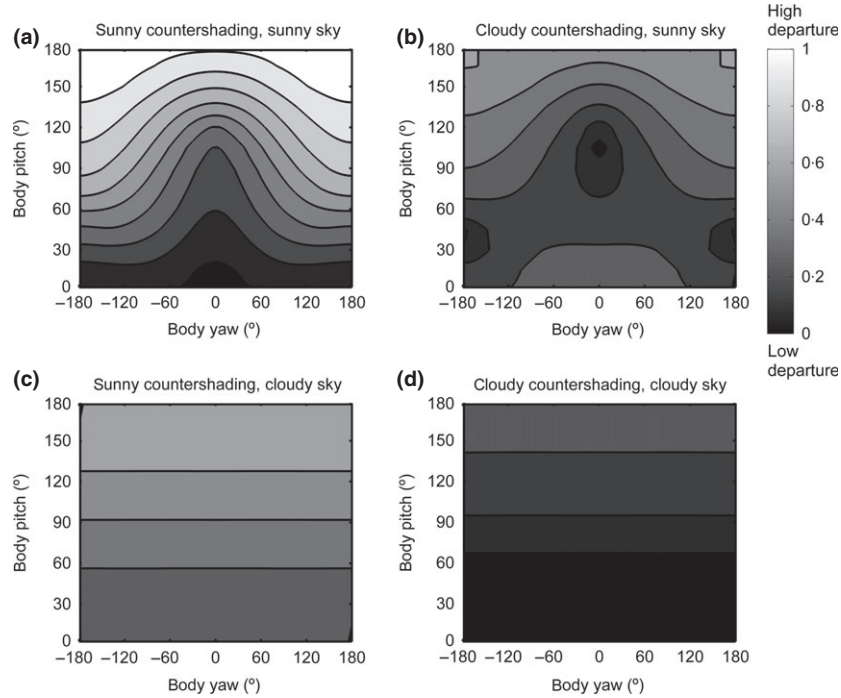 (a) Sunny countershading, sunny sky
180
150
120
90
60
30
0
Body pitch (º)
–180 –120 –60 0 60 120 180
Body yaw (º)
(b) Cloudy countershading, sunny sky
180
150
120
90
60
30
0
Body pitch (º)
–180 –120 –60 0 60 120 180
Body yaw (º)
High
departure
1
0·8
0·6
0·4
0·2
0
Low
departure
(c) Sunny countershading, cloudy sky
180
150
120
90
60
30
0
Body pitch (º)
–180 –120 –60 0 60 120 180
Body yaw (º)
(d) Cloudy countershading, cloudy sky
180
150
120
90
60
30
0
Body pitch (º)
–180 –120 –60 0 60 120 180
Body yaw (º)